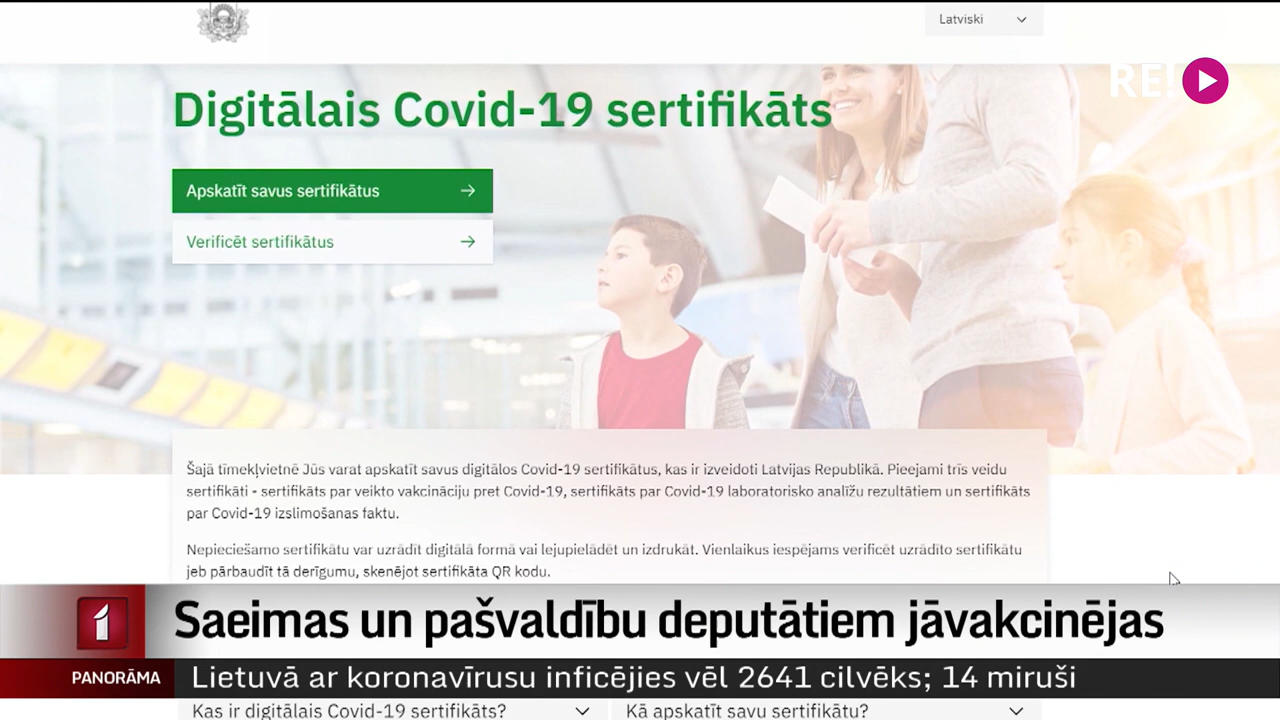 Latviski
RE!
Digitālais Covid-19 sertifikāts
Apskatīt savus sertifikātus
Verificēt sertifikātus
Šajā tīmekļvietnē Jūs varat apskatīt savus digitālos Covid-19 sertifikātus, kas ir izveidoti Latvijas Republikā. Pieejami trīs veidu
sertifikāti - sertifikāts par veikto vakcināciju pret Covid-19, sertifikāts par Covid-19 laboratorisko analīžu rezultātiem un sertifikāts
par Covid-19 izslimošanas faktu.
Nepieciešamo sertifikātu var uzrādīt digitālā formā vai lejupielādēt un izdrukāt. Vienlaikus iespējams verificēt uzrādīto sertifikātu
jeb pārbaudīt tā derīgumu, skenējot sertifikāta QR kodu.
1
Saeimas un pašvaldību deputātiem jāvakcinējas
PANORĀMA
Lietuvā ar koronavīrusu inficējies vēl 2641 cilvēks; 14 miruši
Kas ir digitālais Covid-19 sertifikāts?
Kā apskatīt savu sertifikātu?